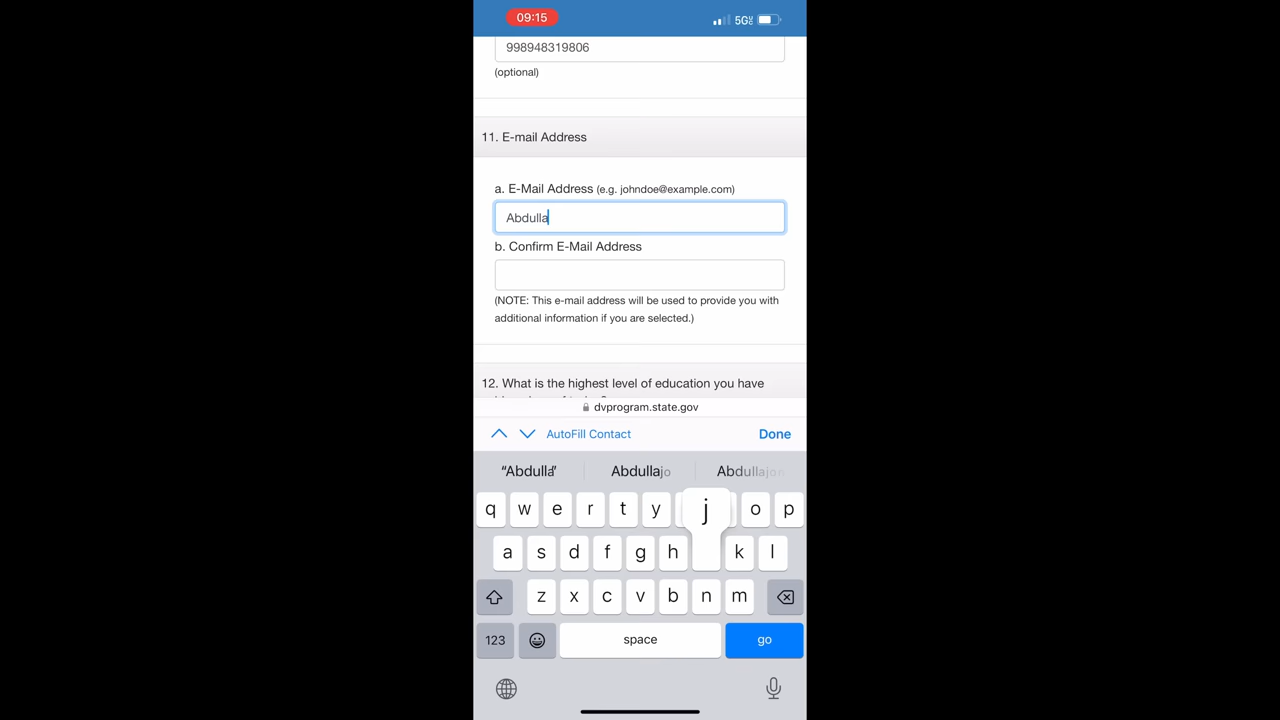 09:15
5G
998948319806
(optional)
11. E-mail Address
a. E-Mail Address (e.g. johndoe@example.com)
Abdulla
b. Confirm E-Mail Address
(NOTE: This e-mail address will be used to provide you with
additional information if you are selected.)
12. What is the highest level of education you have
dvprogram.state.gov
AutoFill Contact
Done
“Abdulla”
Abdullajo
Abdullajon
q w e r t y j o p
a s d f g h k l
z x c v b n m
123
space
go